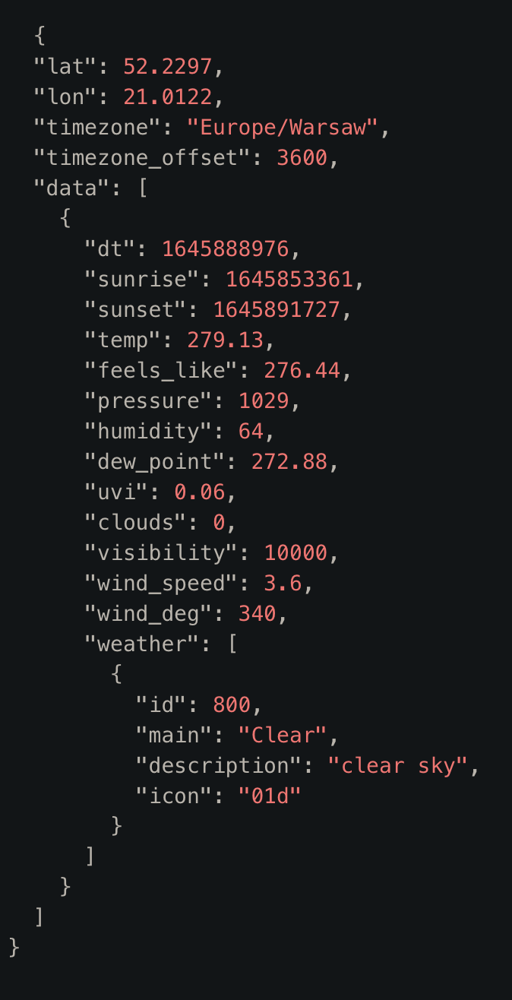 {
"lat": 52.2297,
"lon": 21.0122,
"timezone": "Europe/Warsaw",
"timezone_offset": 3600,
"data": [
{
"dt": 1645888976,
"sunrise": 1645853361,
"sunset": 1645891727,
"temp": 279.13,
"feels_like": 276.44,
"pressure": 1029,
"humidity": 64,
"dew_point": 272.88,
"uvi": 0.06,
"clouds": 0,
"visibility": 10000,
"wind_speed": 3.6,
"wind_deg": 340,
"weather": [
{
"id": 800,
"main": "Clear",
"description": "clear sky",
"icon": "01d"
}
]
}
]
}